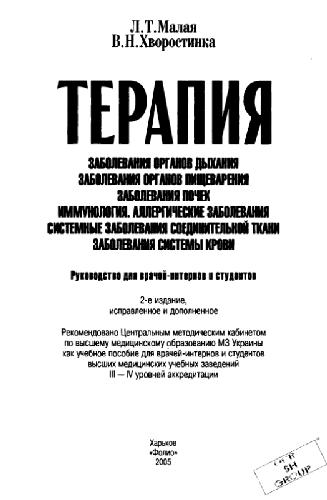 Л.Т.Малая
В.Н.Хворостинка
ТЕРАПИЯ
ЗАБОЛЕВАНИЯ ОРГАНОВ ДЫХАНИЯ
ЗАБОЛЕВАНИЯ ОРГАНОВ ПИЩЕВАРЕНИЯ
ЗАБОЛЕВАНИЯ ПОЧЕК
ИММУНОЛОГИЯ. АЛЛЕРГИЧЕСКИЕ ЗАБОЛЕВАНИЯ
СИСТЕМНЫЕ ЗАБОЛЕВАНИЯ СОЕДИНИТЕЛЬНОЙ ТКАНИ
ЗАБОЛЕВАНИЯ СИСТЕМЫ КРОВИ
Руководство для врачей-интернов и студентов
2-е издание,
исправленное и дополненное
Рекомендовано Центральным методическим кабинетом
по высшему медицинскому образованию МЗ Украины
как учебное пособие для врачей-интернов и студентов
высших медицинских учебных заведений
III — IV уровней аккредитации
Харьков
«Фолио»
2005
SH
GROUP